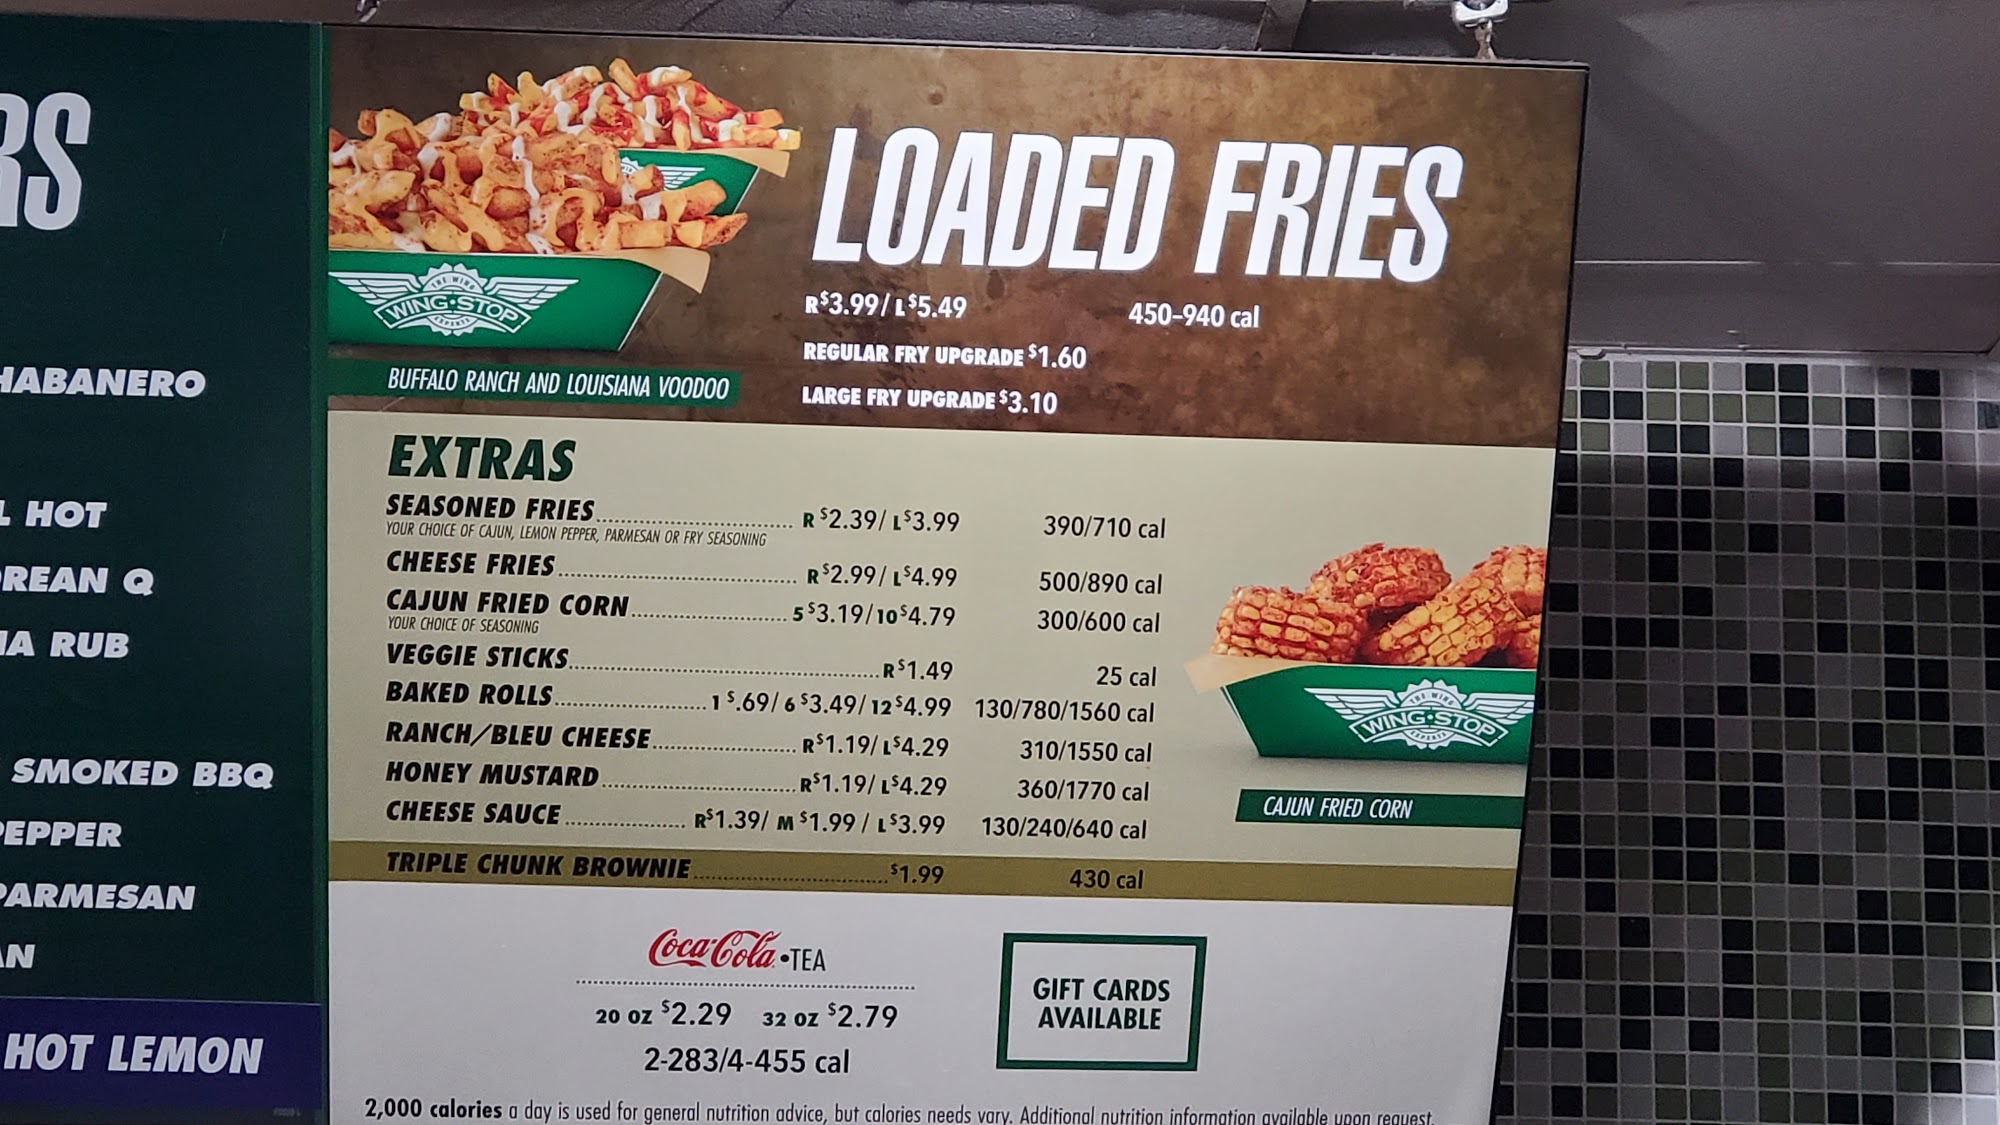 HABANERO
HOT
REAN Q
RUB
SMOKED BBQ
PEPPER
PARMESAN
HOT LEMON
THE WING
WING·STOP
EXPERTS
BUFFALO RANCH AND LOUISIANA VOODOO
LOADED FRIES
R $3.99/ L $5.49 450-940 cal
REGULAR FRY UPGRADE $1.60
LARGE FRY UPGRADE $3.10
EXTRAS
SEASONED FRIES R $2.39/ L $3.99 390/710 cal
YOUR CHOICE OF CAJUN, LEMON PEPPER, PARMESAN OR FRY SEASONING
CHEESE FRIES R $2.99/ L $4.99 500/890 cal
CAJUN FRIED CORN 5 $3.19/ 10 $4.79 300/600 cal
YOUR CHOICE OF SEASONING
VEGGIE STICKS R $1.49 25 cal
BAKED ROLLS 1 $.69/ 6 $3.49/ 12 $4.99 130/780/1560 cal
RANCH/BLEU CHEESE R $1.19/ L $4.29 310/1550 cal
HONEY MUSTARD R $1.19/ L $4.29 360/1770 cal
CHEESE SAUCE R $1.39/ M $1.99 / L $3.99 130/240/640 cal
TRIPLE CHUNK BROWNIE $1.99 430 cal
THE WING
WING·STOP
EXPERTS
CAJUN FRIED CORN
Coca-Cola •TEA
20 OZ $2.29 32 OZ $2.79
2-283/4-455 cal
GIFT CARDS
AVAILABLE
2,000 calories a day is used for general nutrition advice, but calories needs vary. Additional nutrition information available upon request.